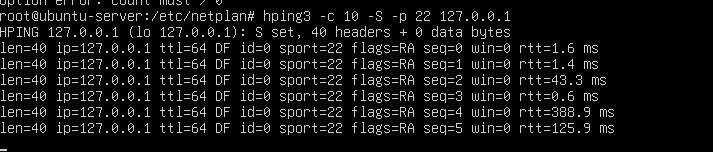 option error: count must > 0
root@ubuntu-server:/etc/netplan# hping3 -c 10 -S -p 22 127.0.0.1
HPING 127.0.0.1 (lo 127.0.0.1): S set, 40 headers + 0 data bytes
len=40 ip=127.0.0.1 ttl=64 DF id=0 sport=22 flags=RA seq=0 win=0 rtt=1.6 ms
len=40 ip=127.0.0.1 ttl=64 DF id=0 sport=22 flags=RA seq=1 win=0 rtt=1.4 ms
len=40 ip=127.0.0.1 ttl=64 DF id=0 sport=22 flags=RA seq=2 win=0 rtt=43.3 ms
len=40 ip=127.0.0.1 ttl=64 DF id=0 sport=22 flags=RA seq=3 win=0 rtt=0.6 ms
len=40 ip=127.0.0.1 ttl=64 DF id=0 sport=22 flags=RA seq=4 win=0 rtt=388.9 ms
len=40 ip=127.0.0.1 ttl=64 DF id=0 sport=22 flags=RA seq=5 win=0 rtt=125.9 ms